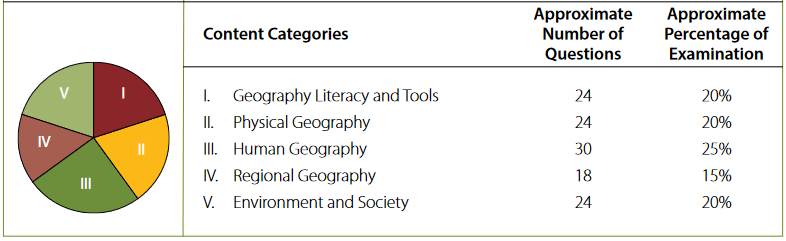 Content Categories
Approximate Number of Questions
Approximate Percentage of Examination
I. Geography Literacy and Tools 24 20%
II. Physical Geography 24 20%
III. Human Geography 30 25%
IV. Regional Geography 18 15%
V. Environment and Society 24 20%
I
II
III
IV
V